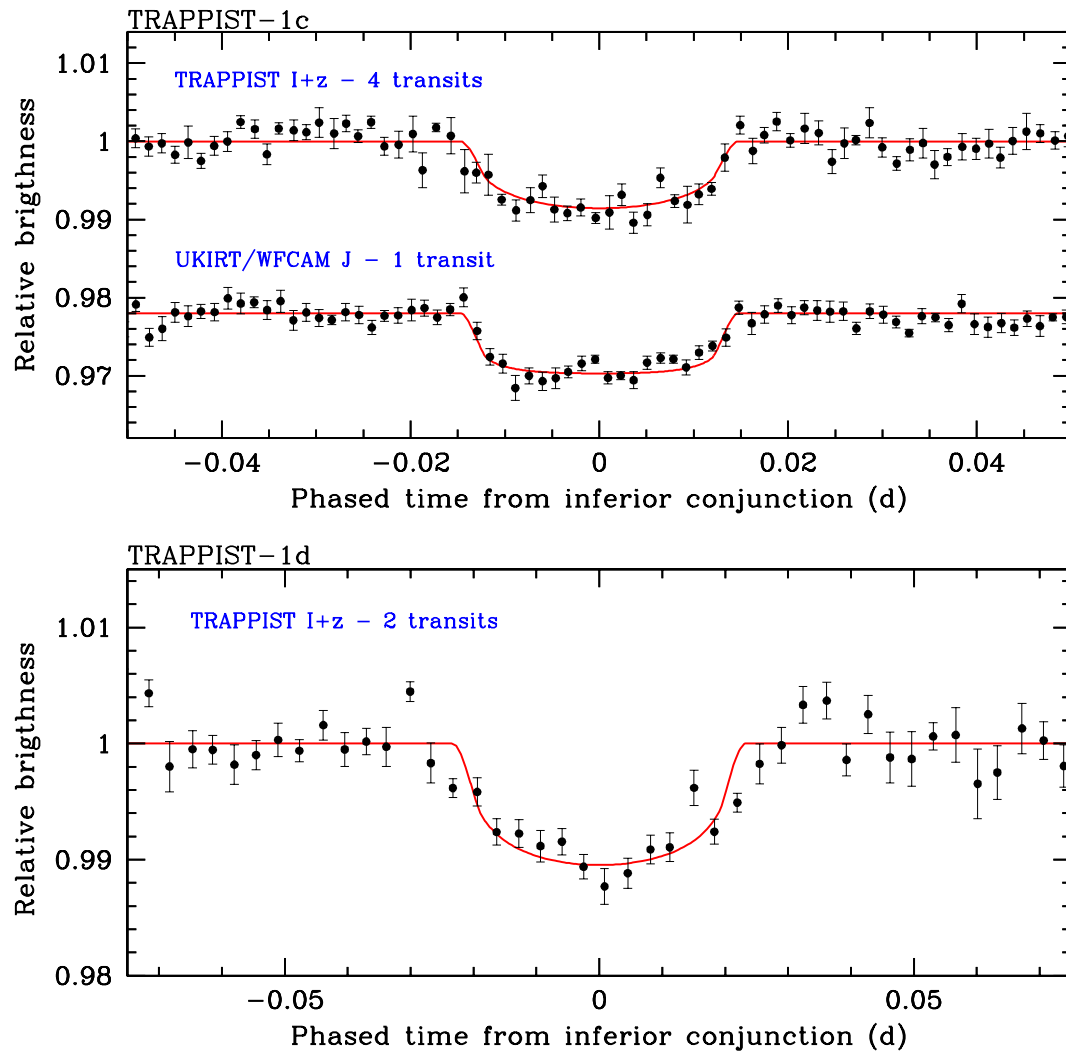 TRAPPIST-1c
1.01
TRAPPIST I+z - 4 transits
1
Relative brigthness
0.99
UKIRT/WFCAM J - 1 transit
0.98
0.97
-0.04 -0.02 0 0.02 0.04
Phased time from inferior conjunction (d)
TRAPPIST-1d
TRAPPIST I+z - 2 transits
1.01
1
Relative brigthness
0.99
0.98
-0.05 0 0.05
Phased time from inferior conjunction (d)